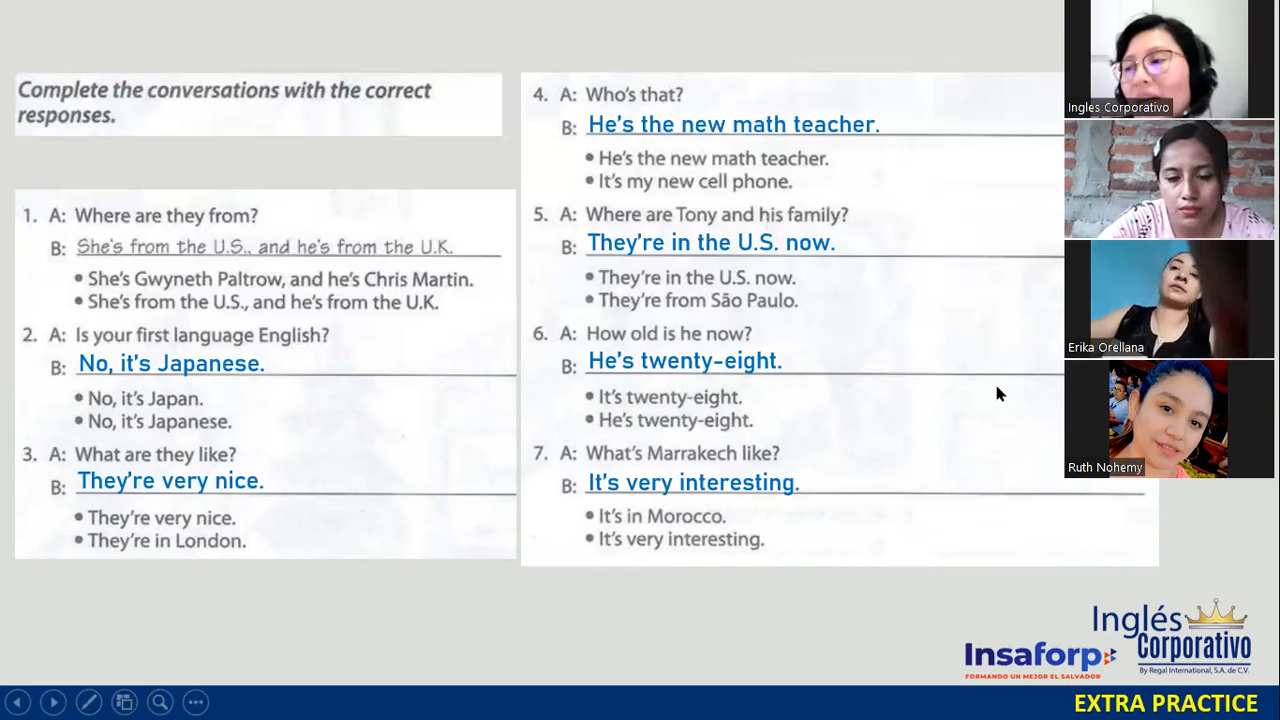 Complete the conversations with the correct
responses.
1. A: Where are they from?
B: She's from the U.S., and he's from the U.K.
• She's Gwyneth Paltrow, and he's Chris Martin.
• She's from the U.S., and he's from the U.K.
2. A: Is your first language English?
B: No, it's Japanese.
• No, it's Japan.
• No, it's Japanese.
3. A: What are they like?
B: They're very nice.
• They're very nice.
• They're in London.
4. A: Who's that?
B: He's the new math teacher.
• He's the new math teacher.
• It's my new cell phone.
5. A: Where are Tony and his family?
B: They're in the U.S. now.
• They're in the U.S. now.
• They're from São Paulo.
6. A: How old is he now?
B: He's twenty-eight.
• It's twenty-eight.
• He's twenty-eight.
7. A: What's Marrakech like?
B: It's very interesting.
• It's in Morocco.
• It's very interesting.
Ingles Corporativo
Erika Orellana
Ruth Nohemy
Insaforp
FORMANDO UN MEJOR EL SALVADOR
Inglés
Corporativo
By Regal International, S.A. de C.V.
EXTRA PRACTICE